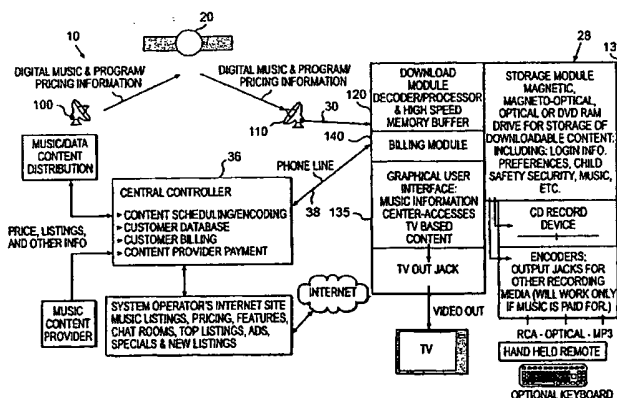 10
20
DIGITAL MUSIC & PROGRAM/
PRICING INFORMATION
DIGITAL MUSIC & PROGRAM/
PRICING INFORMATION
100
110
30
MUSIC/DATA
CONTENT
DISTRIBUTION
36
CENTRAL CONTROLLER
CONTENT SCHEDULING/ENCODING
CUSTOMER DATABASE
CUSTOMER BILLING
CONTENT PROVIDER PAYMENT
PHONE LINE
38
PRICE, LISTINGS,
AND OTHER INFO
MUSIC CONTENT
PROVIDER
SYSTEM OPERATOR'S INTERNET SITE
MUSIC LISTINGS, PRICING, FEATURES,
CHAT ROOMS, TOP LISTINGS, ADS,
SPECIALS & NEW LISTINGS
INTERNET
120
140
135
DOWNLOAD
MODULE
DECODER/PROCESSOR
& HIGH SPEED
MEMORY BUFFER
BILLING MODULE
GRAPHICAL USER
INTERFACE:
MUSIC INFORMATION
CENTER-ACCESSES
TV BASED
CONTENT
TV OUT JACK
VIDEO OUT
TV
28
STORAGE MODULE
MAGNETIC,
MAGNETO-OPTICAL,
OPTICAL OR DVD RAM
DRIVE FOR STORAGE OF
DOWNLOADABLE CONTENT:
INCLUDING: LOGIN INFO.
PREFERENCES, CHILD
SAFETY SECURITY, MUSIC,
ETC.
CD RECORD
DEVICE
ENCODERS;
OUTPUT JACKS FOR
OTHER RECORDING
MEDIA (WILL WORK ONLY
IF MUSIC IS PAID FOR.)
RCA - OPTICAL - MP3
HAND HELD REMOTE
OPTIONAL KEYBOARD